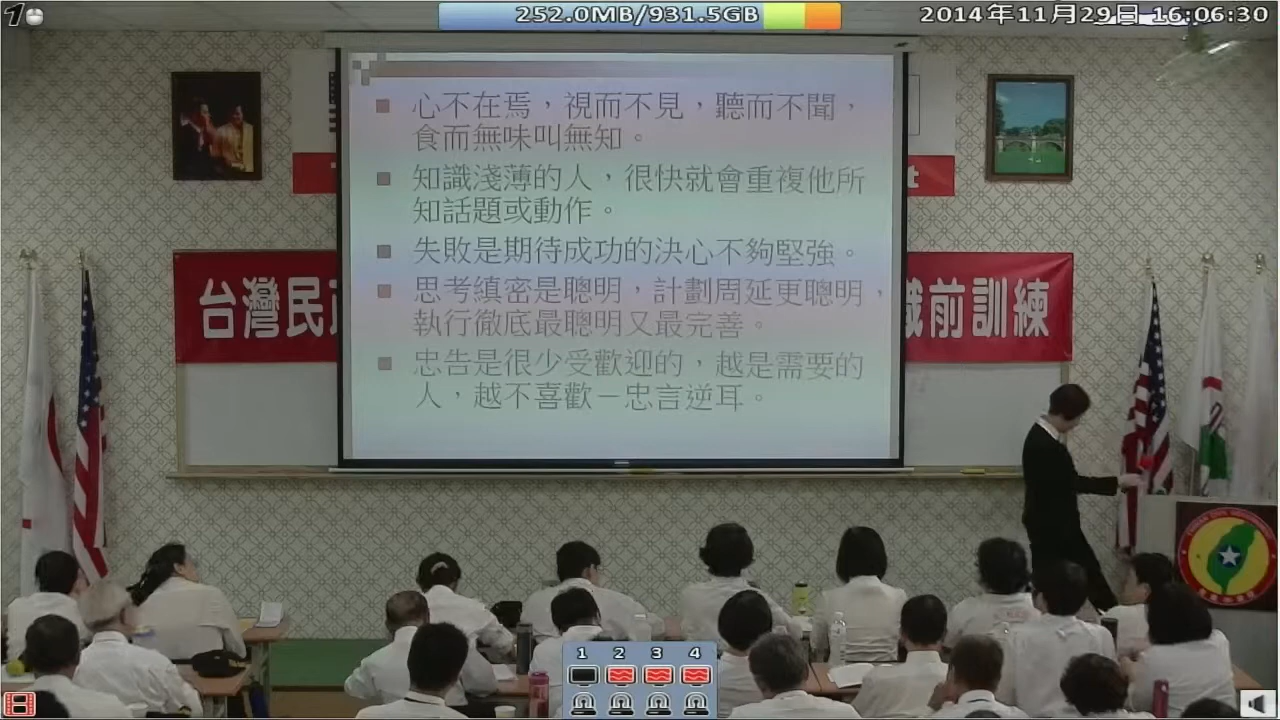 1
252.0MB/931.5GB
2014年11月29日 16:06:30
心不在焉，視而不見，聽而不聞，
食而無味叫無知。
知識淺薄的人，很快就會重複他所
知話題或動作。
失敗是期待成功的決心不夠堅強。
思考縝密是聰明，計劃周延更聰明，
執行徹底最聰明又最完善。
忠告是很少受歡迎的，越是需要的
人，越不喜歡－忠言逆耳。
t
台灣民
職前訓練
1 2 3 4